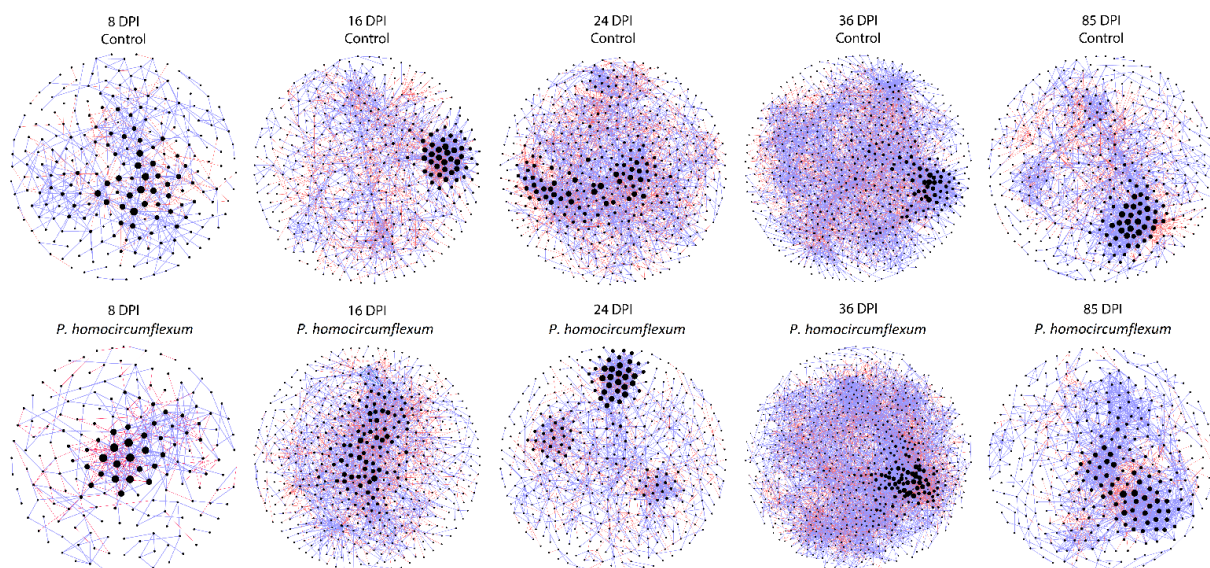 8 DPI
Control
16 DPI
Control
24 DPI
Control
36 DPI
Control
85 DPI
Control
8 DPI
P. homocircumflexum
16 DPI
P. homocircumflexum
24 DPI
P. homocircumflexum
36 DPI
P. homocircumflexum
85 DPI
P. homocircumflexum